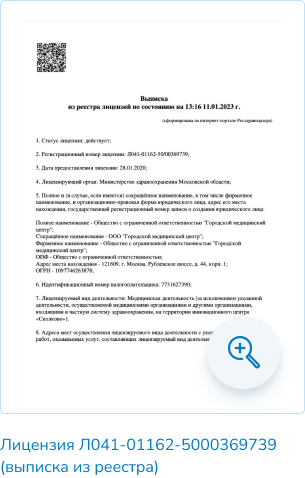 Выписка
из реестра лицензий по состоянию на 13:16 11.01.2023 г.
(сформирована на интернет-портале Росздравнадзора)
1. Статус лицензии: действует;
2. Регистрационный номер лицензии: Л041-01162-50/00369739;
3. Дата предоставления лицензии: 28.01.2020;
4. Лицензирующий орган: Министерство здравоохранения Московской области;
5. Полное и (в случае, если имеется) сокращённое наименование, в том числе фирменное
наименование, и организационно-правовая форма юридического лица, адрес его места
нахождения, государственный регистрационный номер записи о создании юридического лица:
Полное наименование - Общество с ограниченной ответственностью "Городской медицинский
центр";
Сокращённое наименование - ООО "Городской медицинский центр";
Фирменное наименование - Общество с ограниченной ответственностью "Городской
медицинский центр";
ОПФ - Общество с ограниченной ответственностью;
Адрес места нахождения - 121609, г. Москва, Рублевское шоссе, д. 44, корп. 1;
ОГРН - 1097746263878;
6. Идентификационный номер налогоплательщика: 7731627390;
7. Лицензируемый вид деятельности: Медицинская деятельность (за исключением указанной
деятельности, осуществляемой медицинскими организациями и другими организациями,
входящими в частную систему здравоохранения, на территории инновационного центра
«Сколково»);
8. Адреса мест осуществления лицензируемого вида деятельности с
работ, оказываемых услуг, составляющих лицензируемый вид
Лицензия Л041-01162-5000369739
(выписка из реестра)